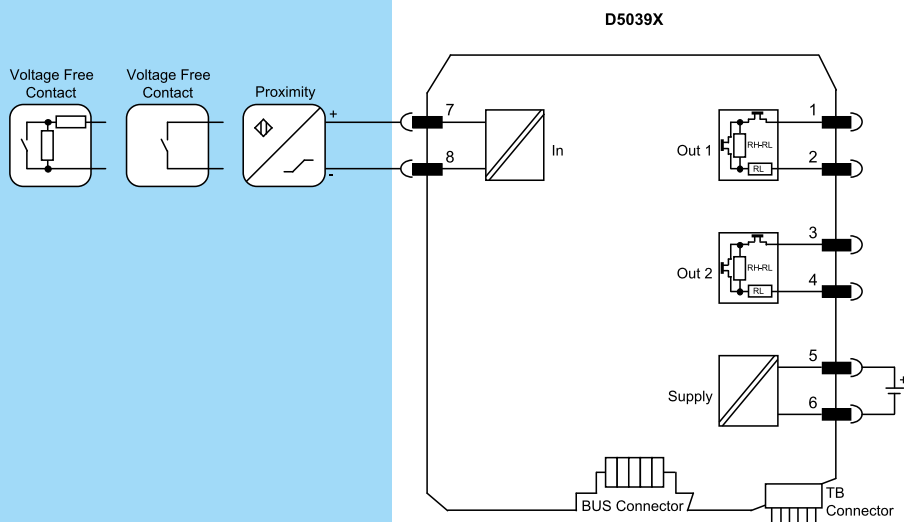 D5039X
Voltage Free
Contact
Voltage Free
Contact
Proximity
+
-
7
8
In
Out 1
RH-RL
RL
1
2
Out 2
RH-RL
RL
3
4
Supply
5
6
+
BUS Connector
TB
Connector